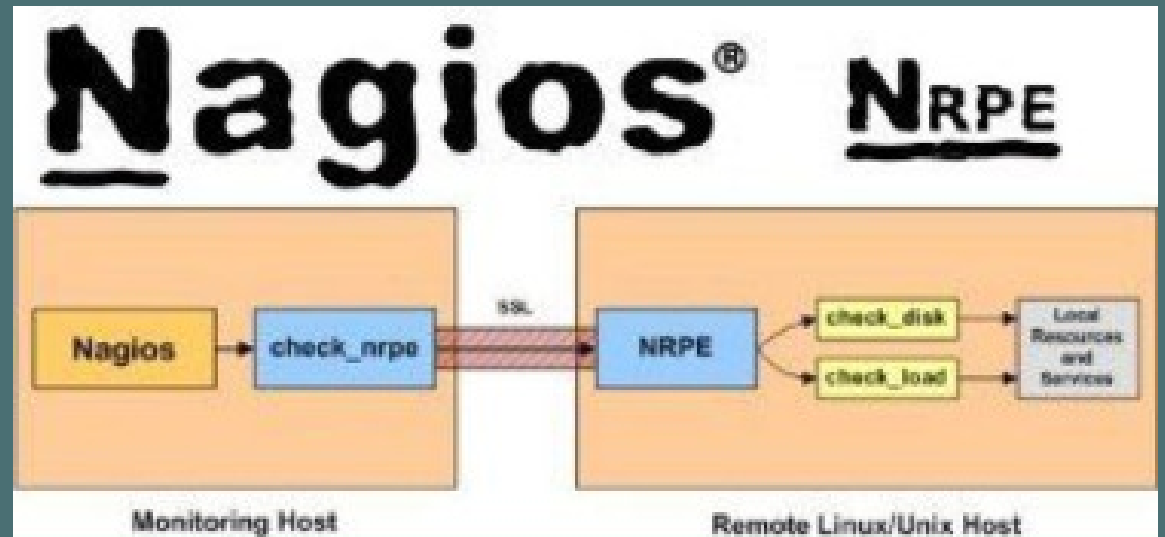 Nagios®
NRPE
SSL
Nagios
check_nrpe
NRPE
check_disk
check_load
Local
Resources
and
Services
Monitoring Host
Remote Linux/Unix Host